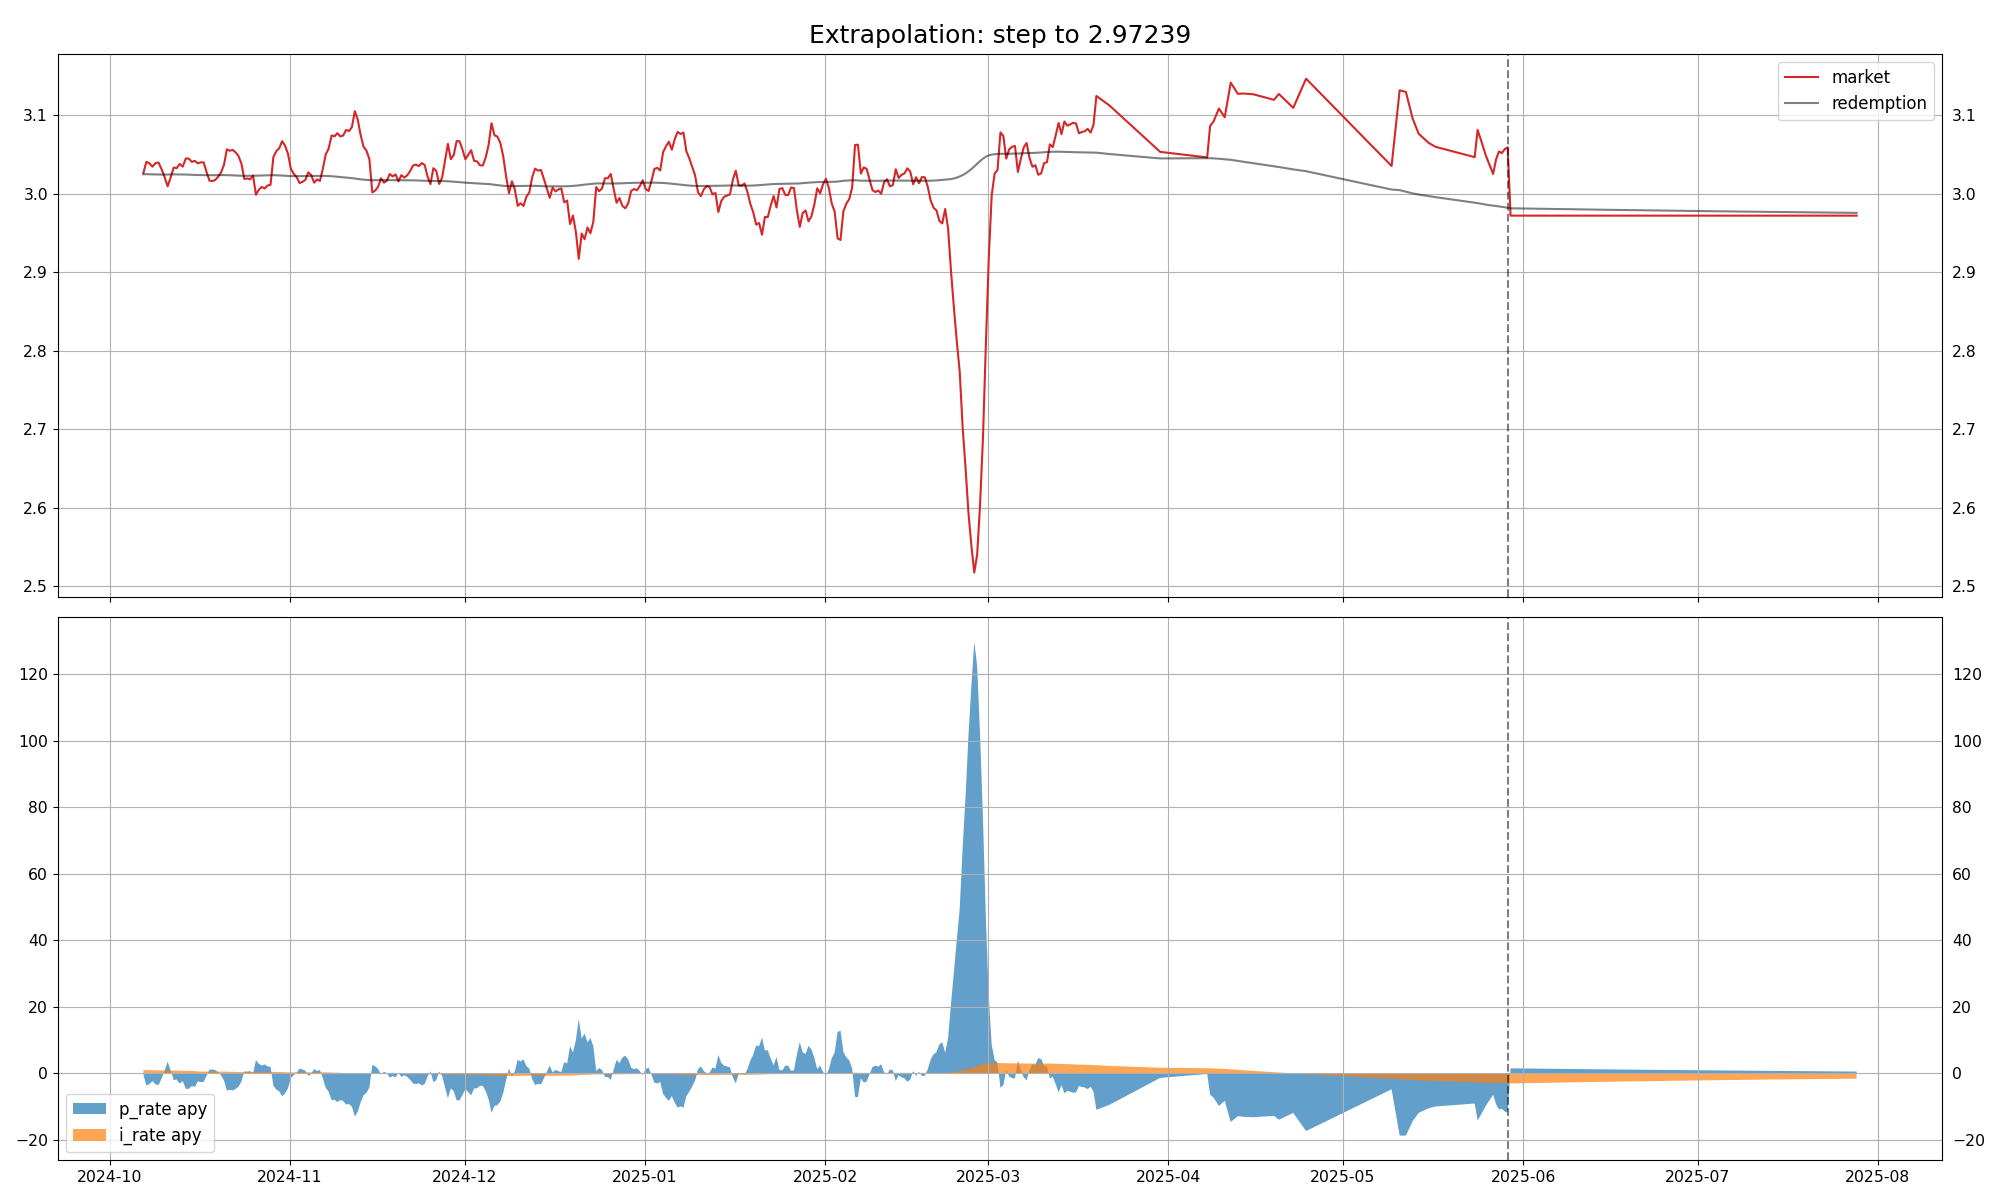 Extrapolation: step to 2.97239
market
redemption
3.1 3.1
3.0 3.0
2.9 2.9
2.8 2.8
2.7 2.7
2.6 2.6
2.5 2.5
120 120
100 100
80 80
60 60
40 40
20 20
0 0
−20 −20
p_rate apy
i_rate apy
2024-10 2024-11 2024-12 2025-01 2025-02 2025-03 2025-04 2025-05 2025-06 2025-07 2025-08